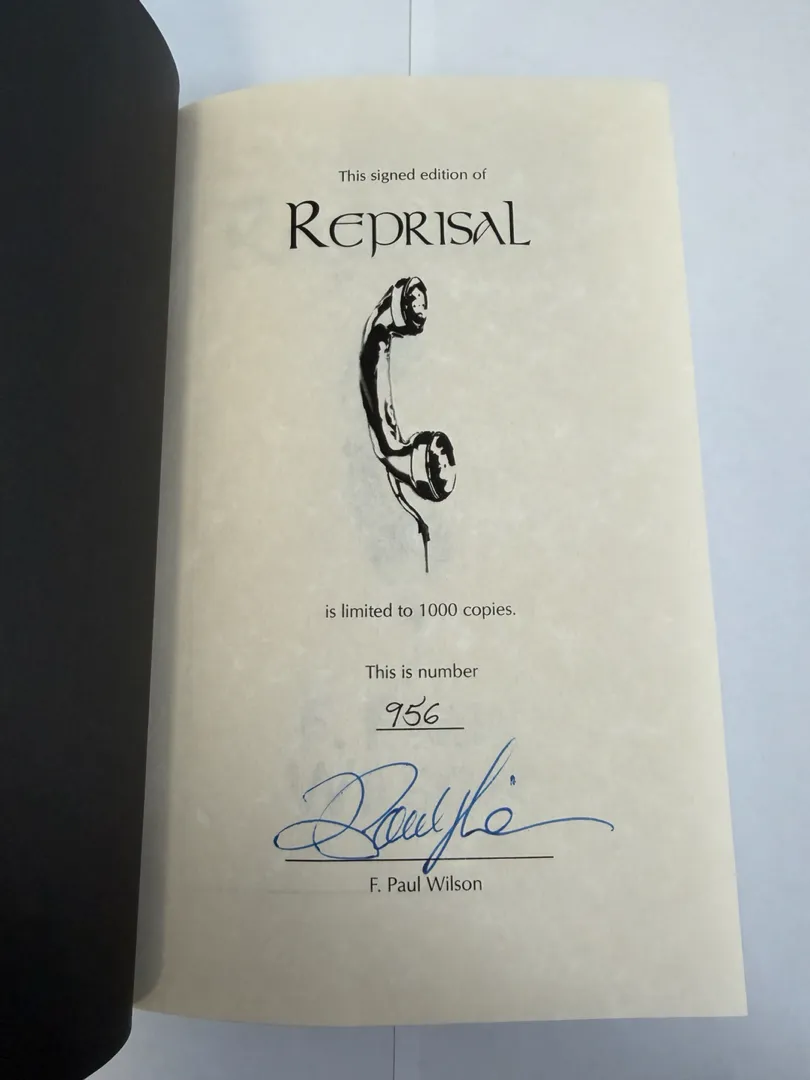 This signed edition of
REPRISAL
is limited to 1000 copies.
This is number
956
F. Paul Wilson